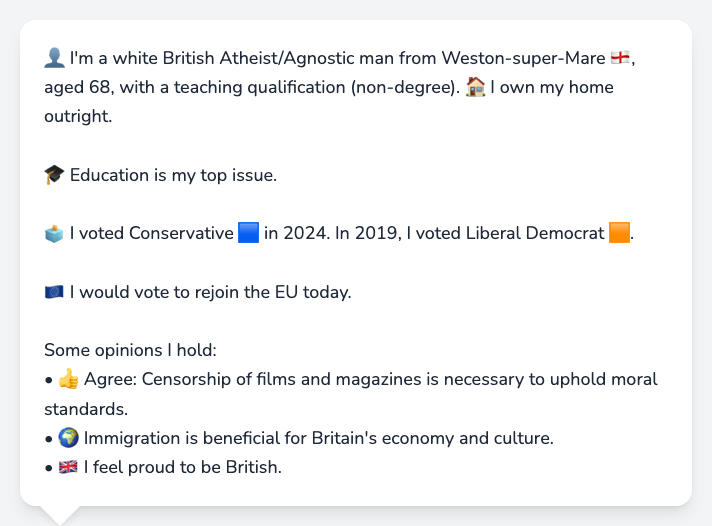 👤 I'm a white British Atheist/Agnostic man from Weston-super-Mare 🏴󠁧󠁢󠁥󠁮󠁧󠁿,
aged 68, with a teaching qualification (non-degree). 🏠 I own my home
outright.
🎓 Education is my top issue.
🗳️ I voted Conservative 🟦 in 2024. In 2019, I voted Liberal Democrat 🟧.
🇪🇺 I would vote to rejoin the EU today.
Some opinions I hold:
• 👍 Agree: Censorship of films and magazines is necessary to uphold moral
standards.
• 🌍 Immigration is beneficial for Britain's economy and culture.
• 🇬🇧 I feel proud to be British.